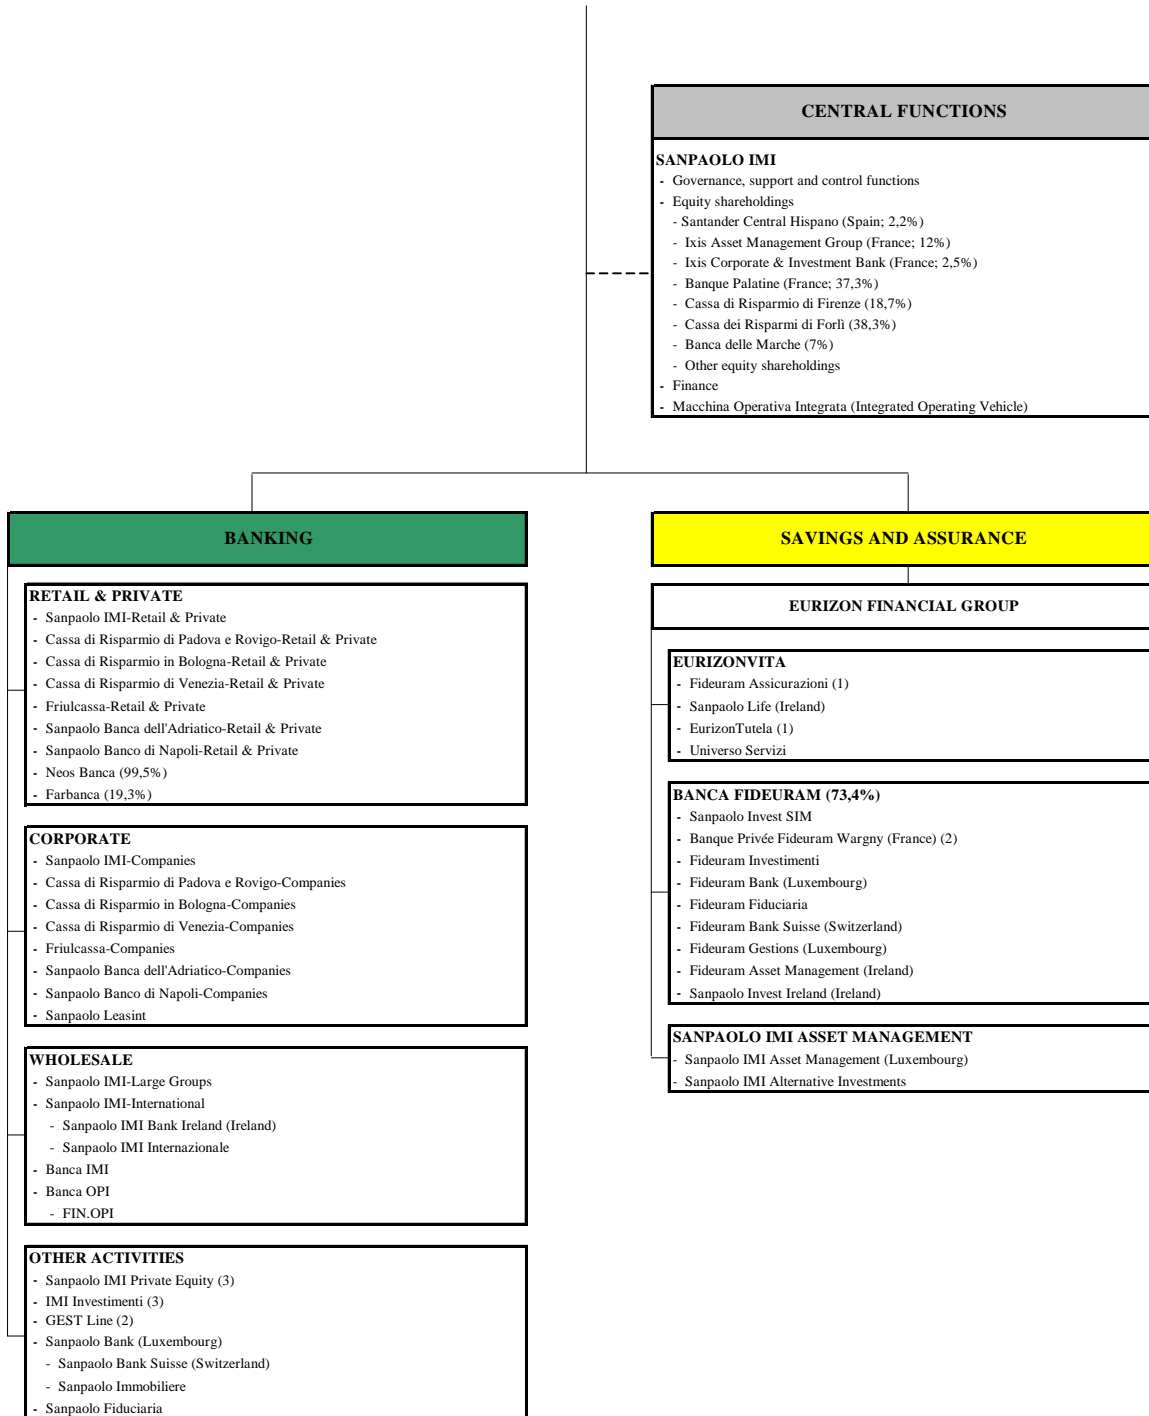 CENTRAL FUNCTIONS
SANPAOLO IMI
- Governance, support and control functions
- Equity shareholdings
- Santander Central Hispano (Spain; 2,2%)
- Ixis Asset Management Group (France; 12%)
- Ixis Corporate & Investment Bank (France; 2,5%)
- Banque Palatine (France; 37,3%)
- Cassa di Risparmio di Firenze (18,7%)
- Cassa dei Risparmi di Forlì (38,3%)
- Banca delle Marche (7%)
- Other equity shareholdings
- Finance
- Macchina Operativa Integrata (Integrated Operating Vehicle)
BANKING
RETAIL & PRIVATE
- Sanpaolo IMI-Retail & Private
- Cassa di Risparmio di Padova e Rovigo-Retail & Private
- Cassa di Risparmio in Bologna-Retail & Private
- Cassa di Risparmio di Venezia-Retail & Private
- Friulcassa-Retail & Private
- Sanpaolo Banca dell'Adriatico-Retail & Private
- Sanpaolo Banco di Napoli-Retail & Private
- Neos Banca (99,5%)
- Farbanca (19,3%)
CORPORATE
- Sanpaolo IMI-Companies
- Cassa di Risparmio di Padova e Rovigo-Companies
- Cassa di Risparmio in Bologna-Companies
- Cassa di Risparmio di Venezia-Companies
- Friulcassa-Companies
- Sanpaolo Banca dell'Adriatico-Companies
- Sanpaolo Banco di Napoli-Companies
- Sanpaolo Leasint
WHOLESALE
- Sanpaolo IMI-Large Groups
- Sanpaolo IMI-International
- Sanpaolo IMI Bank Ireland (Ireland)
- Sanpaolo IMI Internazionale
- Banca IMI
- Banca OPI
- FIN.OPI
OTHER ACTIVITIES
- Sanpaolo IMI Private Equity (3)
- IMI Investimenti (3)
- GEST Line (2)
- Sanpaolo Bank (Luxembourg)
- Sanpaolo Bank Suisse (Switzerland)
- Sanpaolo Immobiliere
- Sanpaolo Fiduciaria
SAVINGS AND ASSURANCE
EURIZON FINANCIAL GROUP
EURIZONVITA
- Fideuram Assicurazioni (1)
- Sanpaolo Life (Ireland)
- EurizonTutela (1)
- Universo Servizi
BANCA FIDEURAM (73,4%)
- Sanpaolo Invest SIM
- Banque Privée Fideuram Wargny (France) (2)
- Fideuram Investimenti
- Fideuram Bank (Luxembourg)
- Fideuram Fiduciaria
- Fideuram Bank Suisse (Switzerland)
- Fideuram Gestions (Luxembourg)
- Fideuram Asset Management (Ireland)
- Sanpaolo Invest Ireland (Ireland)
SANPAOLO IMI ASSET MANAGEMENT
- Sanpaolo IMI Asset Management (Luxembourg)
- Sanpaolo IMI Alternative Investments